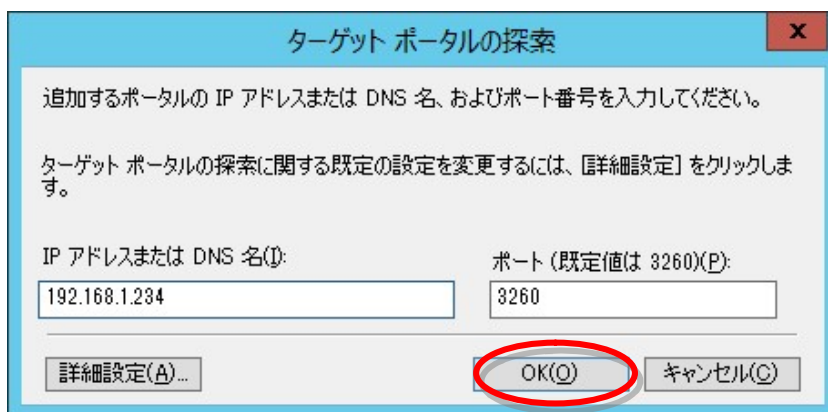 ターゲット ポータルの探索
x
追加するポータルの IP アドレスまたは DNS 名、およびポート番号を入力してください。
ターゲット ポータルの探索に関する既定の設定を変更するには、[詳細設定] をクリックしま
す。
IP アドレスまたは DNS 名(I):
ポート (既定値は 3260)(P):
192.168.1.234
3260
詳細設定(A)...
OK(O)
キャンセル(C)